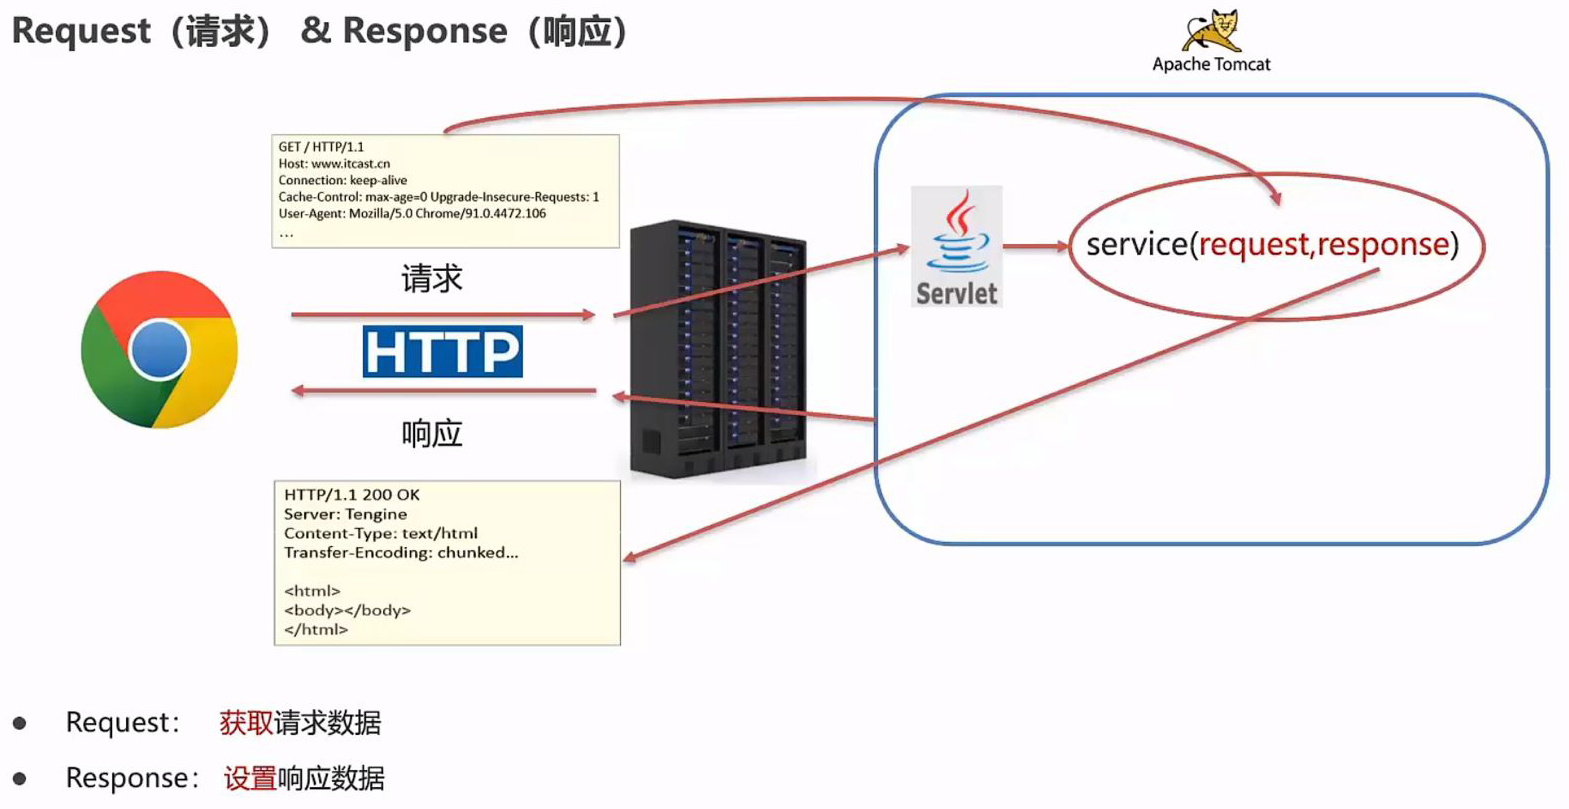 Request（请求） & Response（响应）
Apache Tomcat
GET / HTTP/1.1
Host: www.itcast.cn
Connection: keep-alive
Cache-Control: max-age=0 Upgrade-Insecure-Requests: 1
User-Agent: Mozilla/5.0 Chrome/91.0.4472.106
...
请求
HTTP
响应
Servlet
service(request,response)
HTTP/1.1 200 OK
Server: Tengine
Content-Type: text/html
Transfer-Encoding: chunked...
<html>
<body></body>
</html>
● Request： 获取请求数据
● Response： 设置响应数据